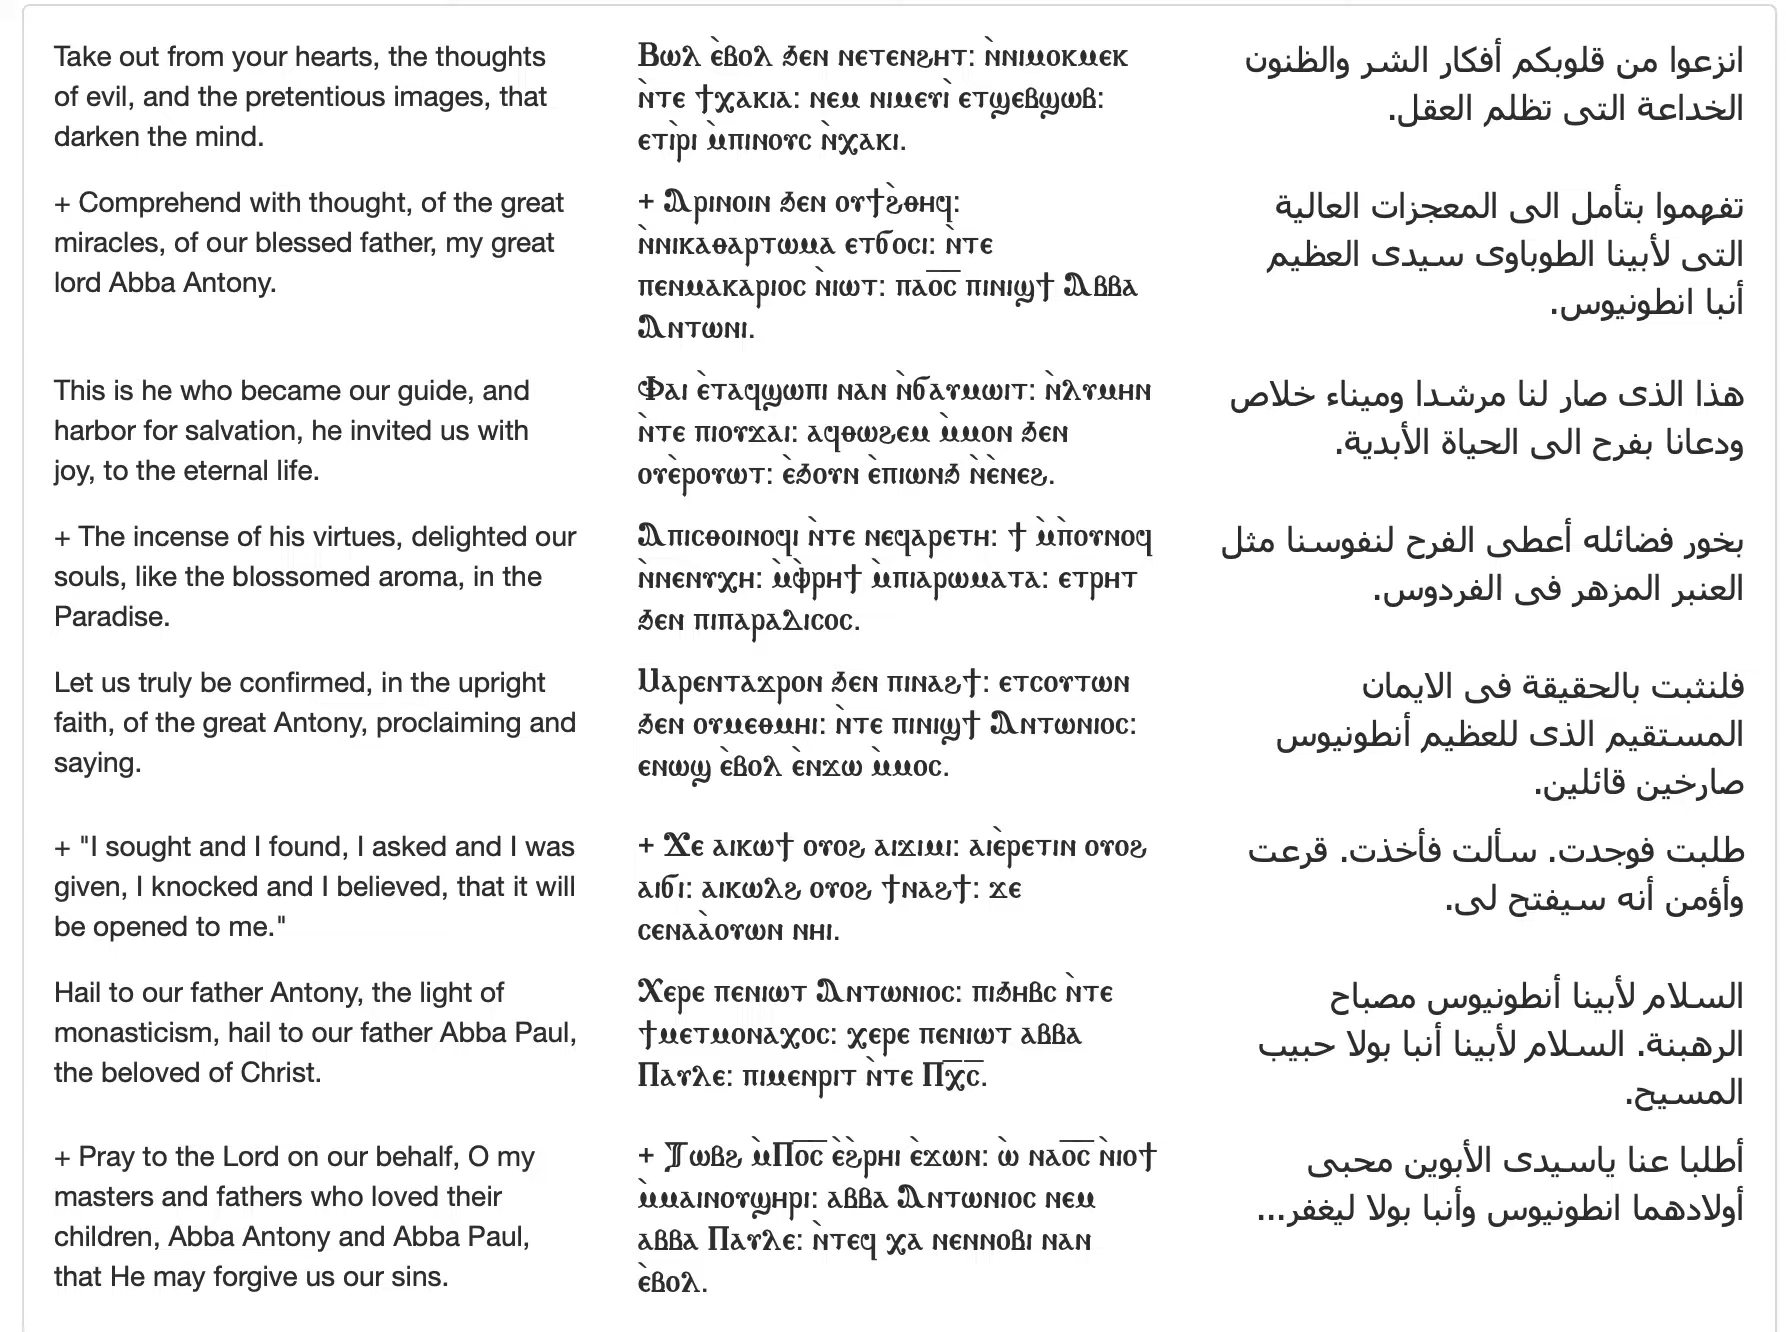 Take out from your hearts, the thoughts
of evil, and the pretentious images, that
darken the mind.
Ⲃⲱⲗ ⲉ̀ⲃⲟⲗ ϧⲉⲛ ⲛⲉⲧⲉⲛϩⲏⲧ: ⲛ̀ⲛⲓⲙⲟⲕⲙⲉⲕ
ⲛ̀ⲧⲉ ϯⲭⲁⲕⲓⲁ: ⲛⲉⲙ ⲛⲓⲙⲉⲩⲓ̀ ⲉⲧϣⲉⲃϣⲱⲃ:
ⲉⲧⲓ̀ⲣⲓ ⲙ̀ⲡⲓⲛⲟⲩⲥ ⲛ̀ⲭⲁⲕⲓ.
انزعوا من قلوبكم أفكار الشر والظنون
الخداعة التى تظلم العقل.
+ Comprehend with thought, of the great
miracles, of our blessed father, my great
lord Abba Antony.
+ Ⲁⲣⲓⲛⲟⲓⲛ ϧⲉⲛ ⲟⲩϯϩ̀ⲑⲏϥ:
ⲛ̀ⲛⲓⲕⲁⲑⲁⲣⲧⲱⲙⲁ ⲉⲧϭⲟⲥⲓ: ⲛ̀ⲧⲉ
ⲡⲉⲛⲙⲁⲕⲁⲣⲓⲟⲥ ⲛ̀ⲓⲱⲧ: ⲡⲁⲟ̅ⲥ̅ ⲡⲓⲛⲓϣϯ Ⲁⲃⲃⲁ
Ⲁⲛⲧⲱⲛⲓ.
تفهموا بتأمل الى المعجزات العالية
التى لأبينا الطوباوى سيدى العظيم
أنبا انطونيوس.
This is he who became our guide, and
harbor for salvation, he invited us with
joy, to the eternal life.
Ⲫⲁⲓ ⲉ̀ⲧⲁϥϣⲱⲡⲓ ⲛⲁⲛ ⲛ̀ϭⲁⲩⲙⲱⲓⲧ: ⲛ̀ⲗⲩⲙⲏⲛ
ⲛ̀ⲧⲉ ⲡⲓⲟⲩϫⲁⲓ: ⲁϥⲑⲱϩⲉⲙ ⲙ̀ⲙⲟⲛ ϧⲉⲛ
ⲟⲩⲉ̀ⲣⲟⲩⲱⲧ: ⲉ̀ϧⲟⲩⲛ ⲉ̀ⲡⲓⲱⲛϧ ⲛ̀ⲉ̀ⲛⲉϩ.
هذا الذى صار لنا مرشدا وميناء خلاص
ودعانا بفرح الى الحياة الأبدية.
+ The incense of his virtues, delighted our
souls, like the blossomed aroma, in the
Paradise.
Ⲁⲡⲓⲥⲑⲟⲓⲛⲟϥⲓ ⲛ̀ⲧⲉ ⲛⲉϥⲁⲣⲉⲧⲏ: ϯ ⲙ̀ⲡ̀ⲟⲩⲛⲟϥ
ⲛ̀ⲛⲉⲛⲯⲩⲭⲏ: ⲙ̀ⲫ̀ⲣⲏϯ ⲙ̀ⲡⲓⲁⲣⲱⲙⲁⲧⲁ: ⲉⲧⲣⲏⲧ
ϧⲉⲛ ⲡⲓⲡⲁⲣⲁⲇⲓⲥⲟⲥ.
بخور فضائله أعطى الفرح لنفوسنا مثل
العنبر المزهر فى الفردوس.
Let us truly be confirmed, in the upright
faith, of the great Antony, proclaiming and
saying.
Ⲙⲁⲣⲉⲛⲧⲁϫⲣⲟⲛ ϧⲉⲛ ⲡⲓⲛⲁϩϯ: ⲉⲧⲥⲟⲩⲧⲱⲛ
ϧⲉⲛ ⲟⲩⲙⲉⲑⲙⲏⲓ: ⲛ̀ⲧⲉ ⲡⲓⲛⲓϣϯ Ⲁⲛⲧⲱⲛⲓⲟⲥ:
ⲉⲛⲱϣ ⲉ̀ⲃⲟⲗ ⲉ̀ⲛϫⲱ ⲙ̀ⲙⲟⲥ.
فلنثبت بالحقيقة فى الايمان
المستقيم الذى للعظيم أنطونيوس
صارخين قائلين.
+ "I sought and I found, I asked and I was
given, I knocked and I believed, that it will
be opened to me."
+ Ϫⲉ ⲁⲓⲕⲱϯ ⲟⲩⲟϩ ⲁⲓϫⲓⲙⲓ: ⲁⲓⲉ̀ⲣⲉⲧⲓⲛ ⲟⲩⲟϩ
ⲁⲓϭⲓ: ⲁⲓⲕⲱⲗϩ ⲟⲩⲟϩ ϯⲛⲁϩϯ: ϫⲉ
ⲥⲉⲛⲁⲁ̀ⲟⲩⲱⲛ ⲛⲏⲓ.
طلبت فوجدت. سألت فأخذت. قرعت
وأؤمن أنه سيفتح لى.
Hail to our father Antony, the light of
monasticism, hail to our father Abba Paul,
the beloved of Christ.
Ⲭⲉⲣⲉ ⲡⲉⲛⲓⲱⲧ Ⲁⲛⲧⲱⲛⲓⲟⲥ: ⲡⲓϧⲏⲃⲥ ⲛ̀ⲧⲉ
ϯⲙⲉⲧⲙⲟⲛⲁⲭⲟⲥ: ⲭⲉⲣⲉ ⲡⲉⲛⲓⲱⲧ ⲁⲃⲃⲁ
Ⲡⲁⲩⲗⲉ: ⲡⲓⲙⲉⲛⲣⲓⲧ ⲛ̀ⲧⲉ Ⲡⲭ̅ⲥ̅.
السلام لأبينا أنطونيوس مصباح
الرهبنة. السلام لأبينا أنبا بولا حبيب
المسيح.
+ Pray to the Lord on our behalf, O my
masters and fathers who loved their
children, Abba Antony and Abba Paul,
that He may forgive us our sins.
+ Ⲧⲱⲃϩ ⲙ̀Ⲡⲟ̅ⲥ̅ ⲉ̀ϩ̀ⲣⲏⲓ ⲉ̀ϫⲱⲛ: ⲱ̀ ⲛⲁⲟ̅ⲥ̅ ⲛ̀ⲓⲟϯ
ⲙ̀ⲙⲁⲓⲛⲟⲩϣⲏⲣⲓ: ⲁⲃⲃⲁ Ⲁⲛⲧⲱⲛⲓⲟⲥ ⲛⲉⲙ
ⲁⲃⲃⲁ Ⲡⲁⲩⲗⲉ: ⲛ̀ⲧⲉϥ ⲭⲁ ⲛⲉⲛⲛⲟⲃⲓ ⲛⲁⲛ
ⲉ̀ⲃⲟⲗ.
أطلبا عنا ياسيدى الأبوين محبى
أولادهما انطونيوس وأنبا بولا ليغفر...